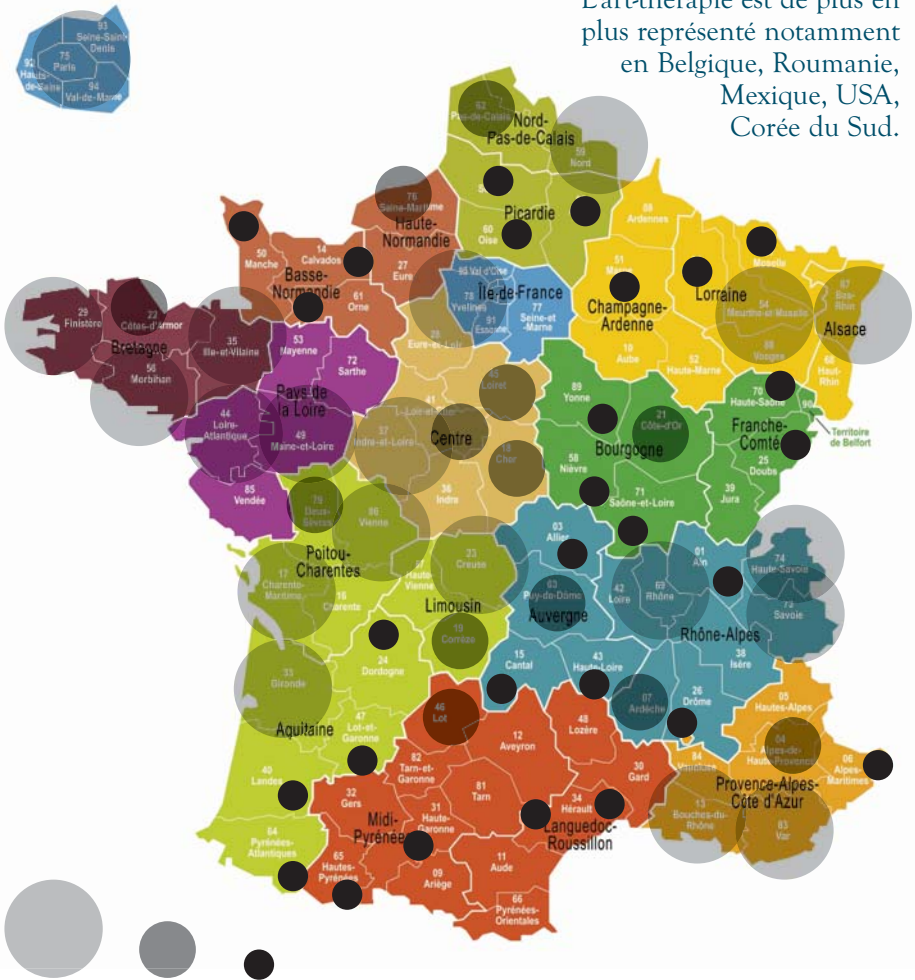 L'art-thérapie est de plus en
plus représenté notamment
en Belgique, Roumanie,
Mexique, USA,
Corée du Sud.
93
Seine-Saint
Denis
92
Hauts-
de-Seine
75
Paris
94
Val-de-Marne
62
Pas-de-Calais
Nord-
Pas-de-Calais
59
Nord
76
Seine-Maritime
Haute-
Normandie
27
Eure
Picardie
60
Oise
08
Ardennes
51
Champagne-
Ardenne
10
Aube
52
Haute-Marne
Moselle
Lorraine
54
Meurthe-et-Moselle
88
Vosges
67
Bas-
Rhin
Alsace
68
Haut-
Rhin
50
Manche
14
Calvados
Basse-
Normandie
61
Orne
95 Val d'Oise
78
Yvelines
Île-de-France
91
Essonne
77
Seine-et
-Marne
29
Finistère
22
Côtes-d'Armor
Bretagne
56
Morbihan
35
Ille-et-Vilaine
53
Mayenne
72
Sarthe
Pays de
la Loire
44
Loire-
Atlantique
49
Maine-et-Loire
85
Vendée
28
Eure-et-Loir
45
Loiret
41
Loir-et-Cher
37
Indre-et-Loire
Centre
18
Cher
36
Indre
89
Yonne
21
Côte-d'Or
Bourgogne
58
Nièvre
71
Saône-et-Loire
70
Haute-Saône
90
Territoire
de Belfort
Franche-
Comté
25
Doubs
39
Jura
79
Deux-
Sèvres
86
Vienne
Poitou-
Charentes
17
Charente-
Maritime
16
Charente
87
Haute-
Vienne
23
Creuse
Limousin
19
Corrèze
03
Allier
63
Puy-de-Dôme
Auvergne
15
Cantal
43
Haute-Loire
42
Loire
69
Rhône
01
Ain
74
Haute-Savoie
73
Savoie
Rhône-Alpes
38
Isère
07
Ardèche
26
Drôme
33
Gironde
24
Dordogne
Aquitaine
47
Lot-et-
Garonne
40
Landes
64
Pyrénées-
Atlantiques
46
Lot
12
Aveyron
82
Tarn-et-
Garonne
81
Tarn
32
Gers
31
Haute-
Garonne
Midi-
Pyrénées
65
Hautes-
Pyrénées
09
Ariège
48
Lozère
30
Gard
34
Hérault
Languedoc-
Roussillon
11
Aude
66
Pyrénées-
Orientales
05
Hautes-Alpes
04
Alpes-de-
Haute-Provence
06
Alpes-
Maritimes
84
Vaucluse
Provence-Alpes-
Côte d'Azur
13
Bouches-du-
Rhône
83
Var